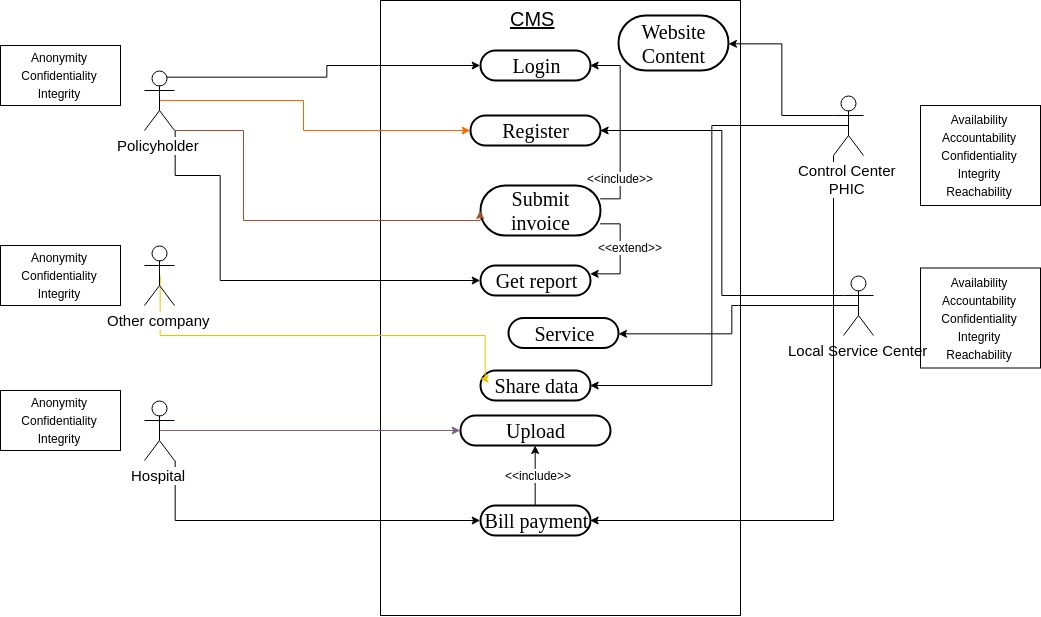 CMS
Website
Content
Login
Register
<<include>>
Submit
invoice
<<extend>>
Get report
Service
Share data
Upload
<<include>>
Bill payment
Anonymity
Confidentiality
Integrity
Policyholder
Anonymity
Confidentiality
Integrity
Other company
Anonymity
Confidentiality
Integrity
Hospital
Control Center
PHIC
Availability
Accountability
Confidentiality
Integrity
Reachability
Local Service Center
Availability
Accountability
Confidentiality
Integrity
Reachability